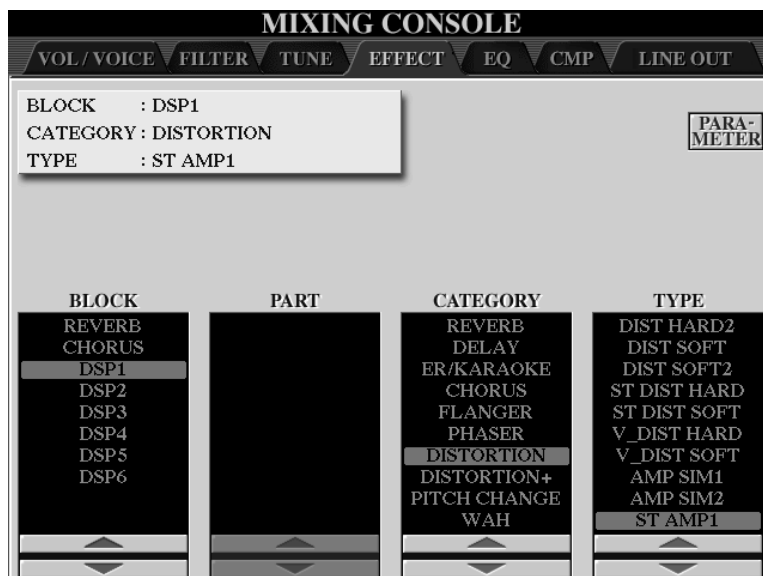 MIXING CONSOLE
VOL / VOICE FILTER TUNE EFFECT EQ CMP LINE OUT
BLOCK : DSP1
CATEGORY : DISTORTION
TYPE : ST AMP1
PARA-
METER
BLOCK
REVERB
CHORUS
DSP1
DSP2
DSP3
DSP4
DSP5
DSP6
PART
CATEGORY
REVERB
DELAY
ER/KARAOKE
CHORUS
FLANGER
PHASER
DISTORTION
DISTORTION+
PITCH CHANGE
WAH
TYPE
DIST HARD2
DIST SOFT
DIST SOFT2
ST DIST HARD
ST DIST SOFT
V_DIST HARD
V_DIST SOFT
AMP SIM1
AMP SIM2
ST AMP1